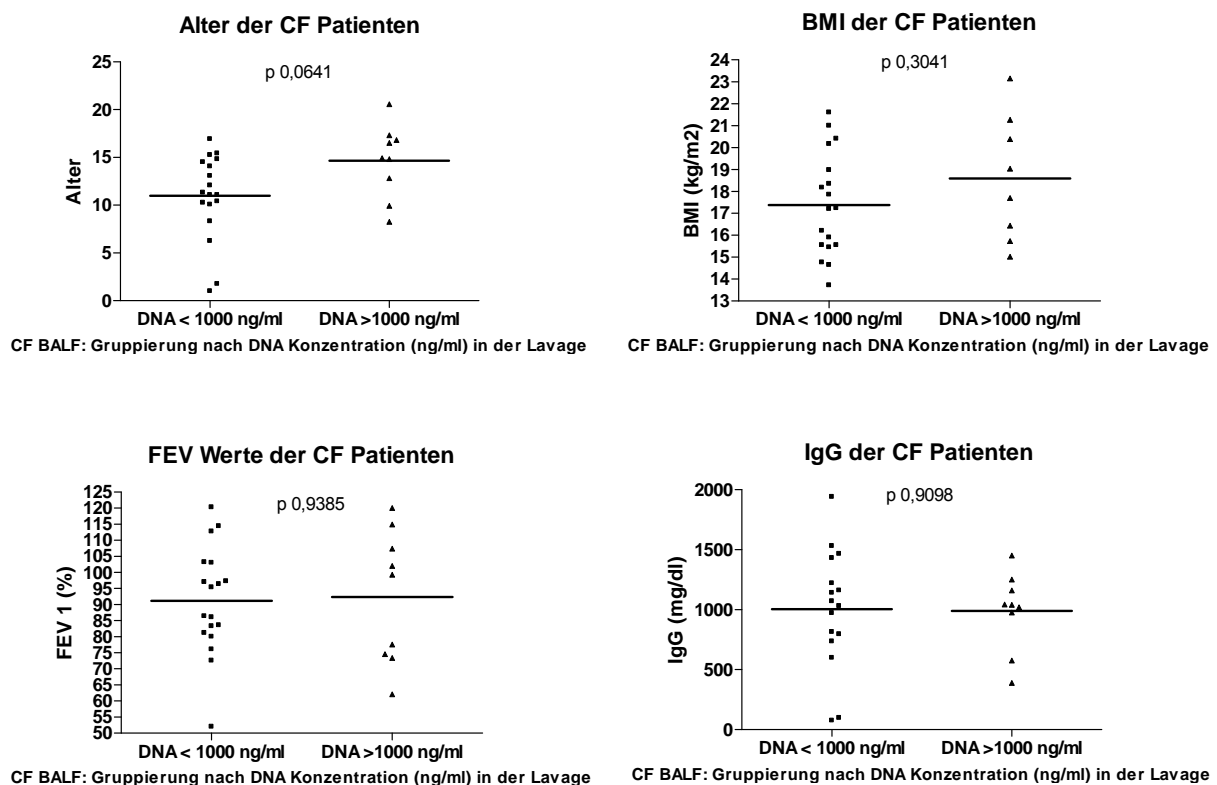 Alter der CF Patienten
p 0,0641
25
20
15
10
5
0
Alter
DNA < 1000 ng/ml DNA >1000 ng/ml
CF BALF: Gruppierung nach DNA Konzentration (ng/ml) in der Lavage
BMI der CF Patienten
p 0,3041
24
23
22
21
20
19
18
17
16
15
14
13
BMI (kg/m2)
DNA < 1000 ng/ml DNA >1000 ng/ml
CF BALF: Gruppierung nach DNA Konzentration (ng/ml) in der Lavage
FEV Werte der CF Patienten
p 0,9385
125
120
115
110
105
100
95
90
85
80
75
70
65
60
55
50
FEV 1 (%)
DNA < 1000 ng/ml DNA >1000 ng/ml
CF BALF: Gruppierung nach DNA Konzentration (ng/ml) in der Lavage
IgG der CF Patienten
p 0,9098
2000
1500
1000
500
0
IgG (mg/dl)
DNA < 1000 ng/ml DNA >1000 ng/ml
CF BALF: Gruppierung nach DNA Konzentration (ng/ml) in der Lavage